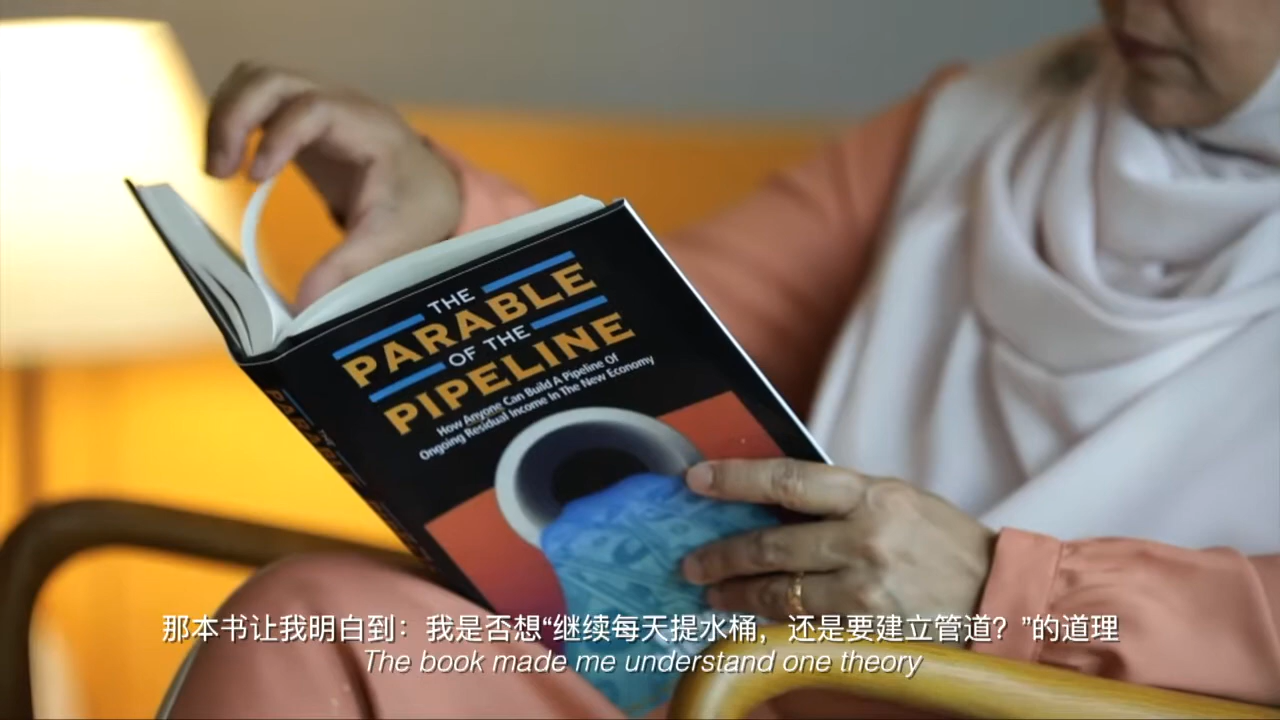 THE
PARABLE
OF THE
PIPELINE
How Anyone Can Build A Pipeline Of
Ongoing Residual Income In The New Economy
那本书让我明白到：我是否想“继续每天提水桶，还是要建立管道？”的道理
The book made me understand one theory